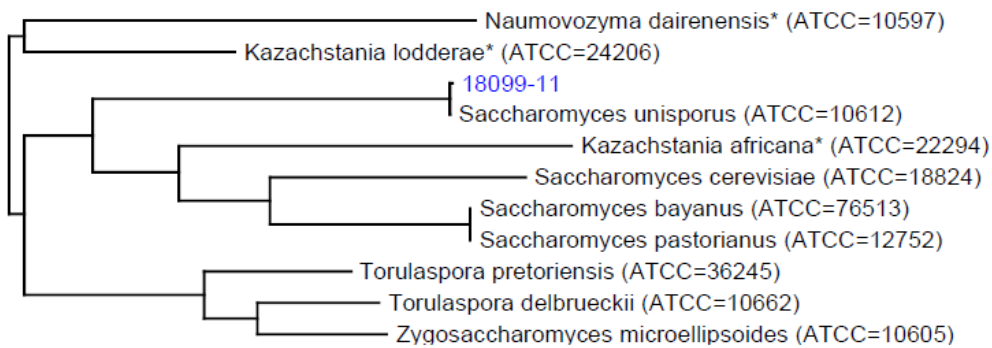 Naumovozyma dairenensis* (ATCC=10597)
Kazachstania lodderae* (ATCC=24206)
18099-11
Saccharomyces unisporus (ATCC=10612)
Kazachstania africana* (ATCC=22294)
Saccharomyces cerevisiae (ATCC=18824)
Saccharomyces bayanus (ATCC=76513)
Saccharomyces pastorianus (ATCC=12752)
Torulaspora pretoriensis (ATCC=36245)
Torulaspora delbrueckii (ATCC=10662)
Zygosaccharomyces microellipsoides (ATCC=10605)